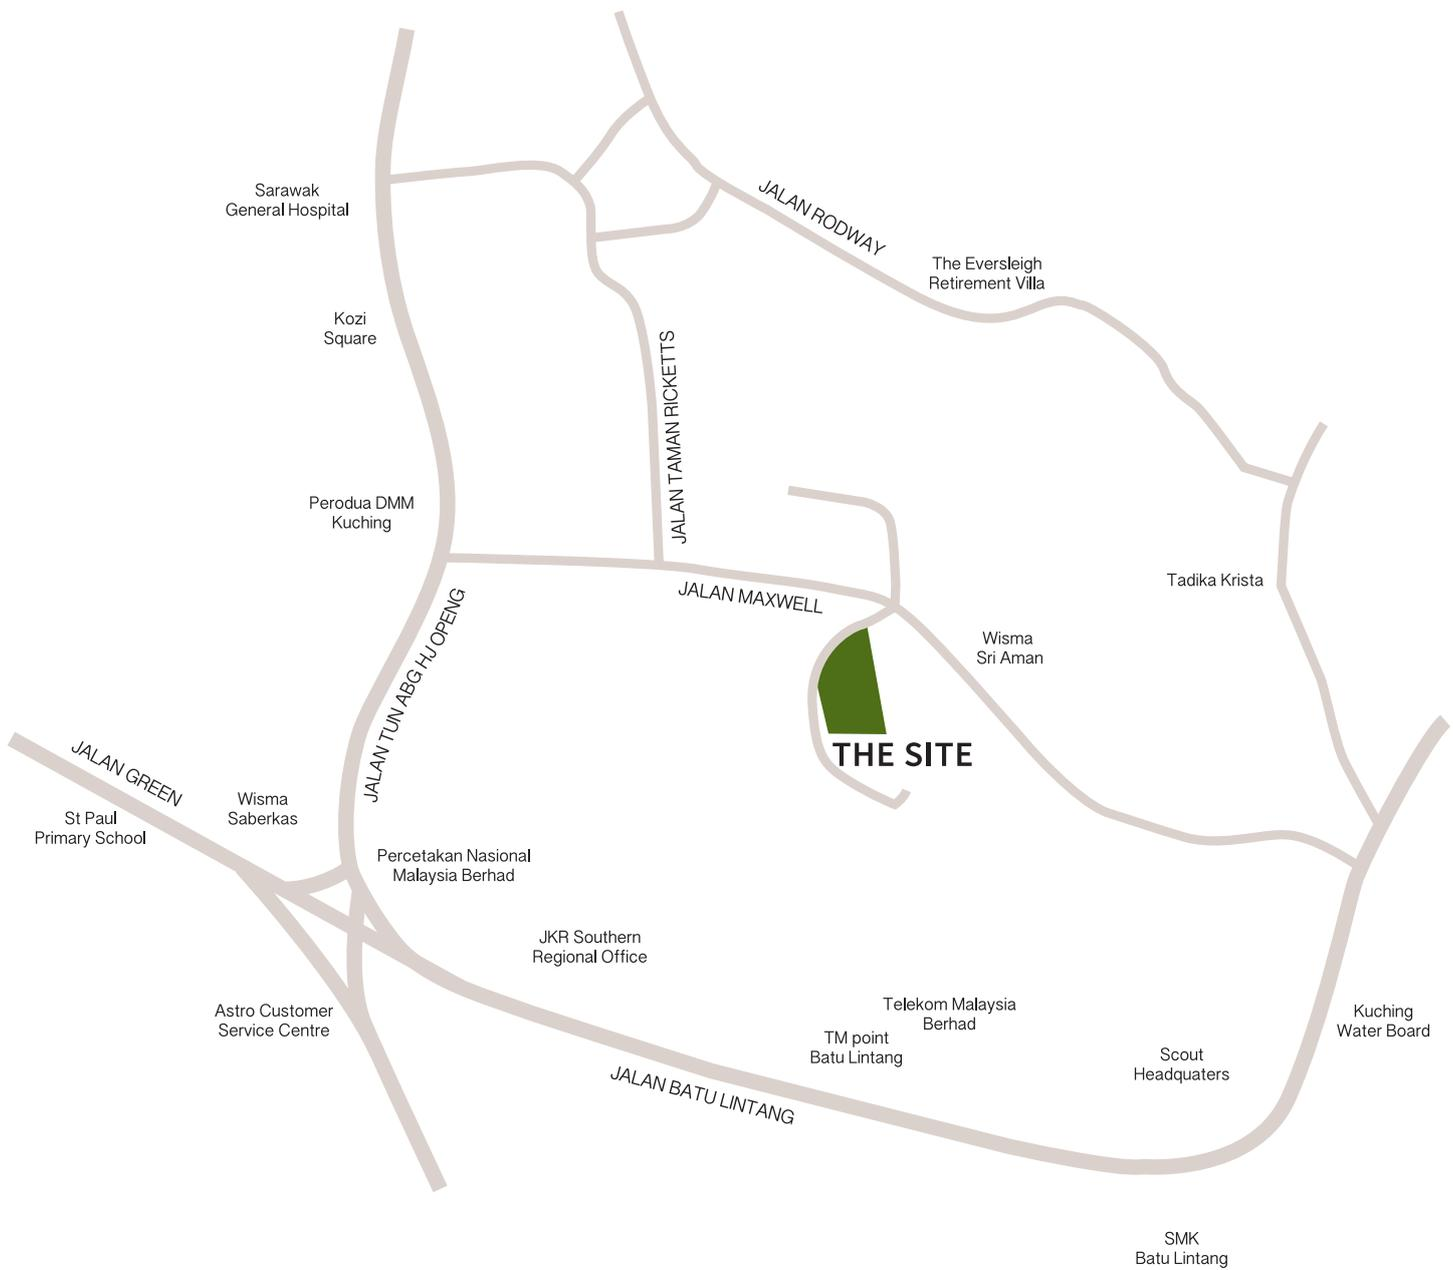 JALAN RODWAY
Sarawak
General Hospital
The Eversleigh
Retirement Villa
Kozi
Square
JALAN TAMAN RICKETTS
Perodua DMM
Kuching
Tadika Krista
JALAN MAXWELL
JALAN TUN ABG HJ OPENG
Wisma
Sri Aman
THE SITE
JALAN GREEN
Wisma
Saberkas
St Paul
Primary School
Percetakan Nasional
Malaysia Berhad
JKR Southern
Regional Office
Astro Customer
Service Centre
Telekom Malaysia
Berhad
TM point
Batu Lintang
Kuching
Water Board
Scout
Headquaters
JALAN BATU LINTANG
SMK
Batu Lintang